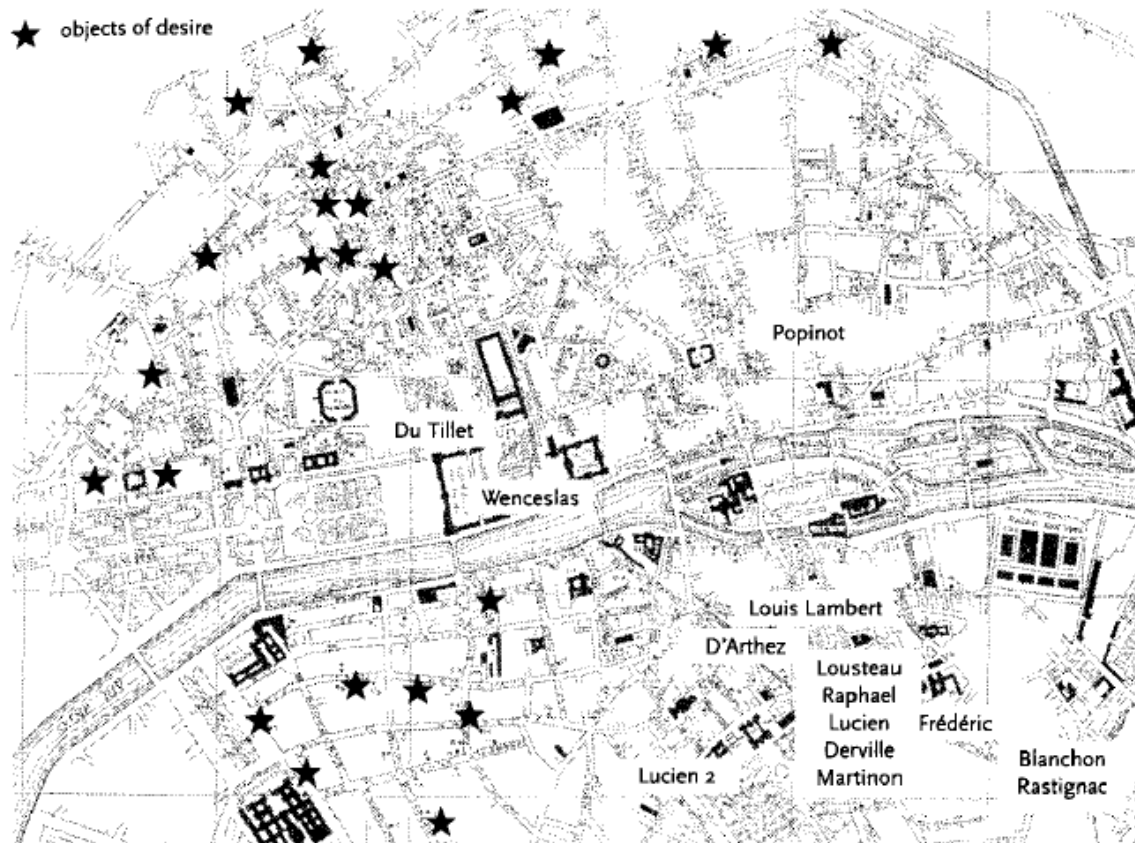 objects of desire
Popinot
Du Tillet
Wenceslas
Louis Lambert
D'Arthez
Lousteau
Raphael
Lucien
Derville
Martinon
Frédéric
Lucien 2
Blanchon
Rastignac